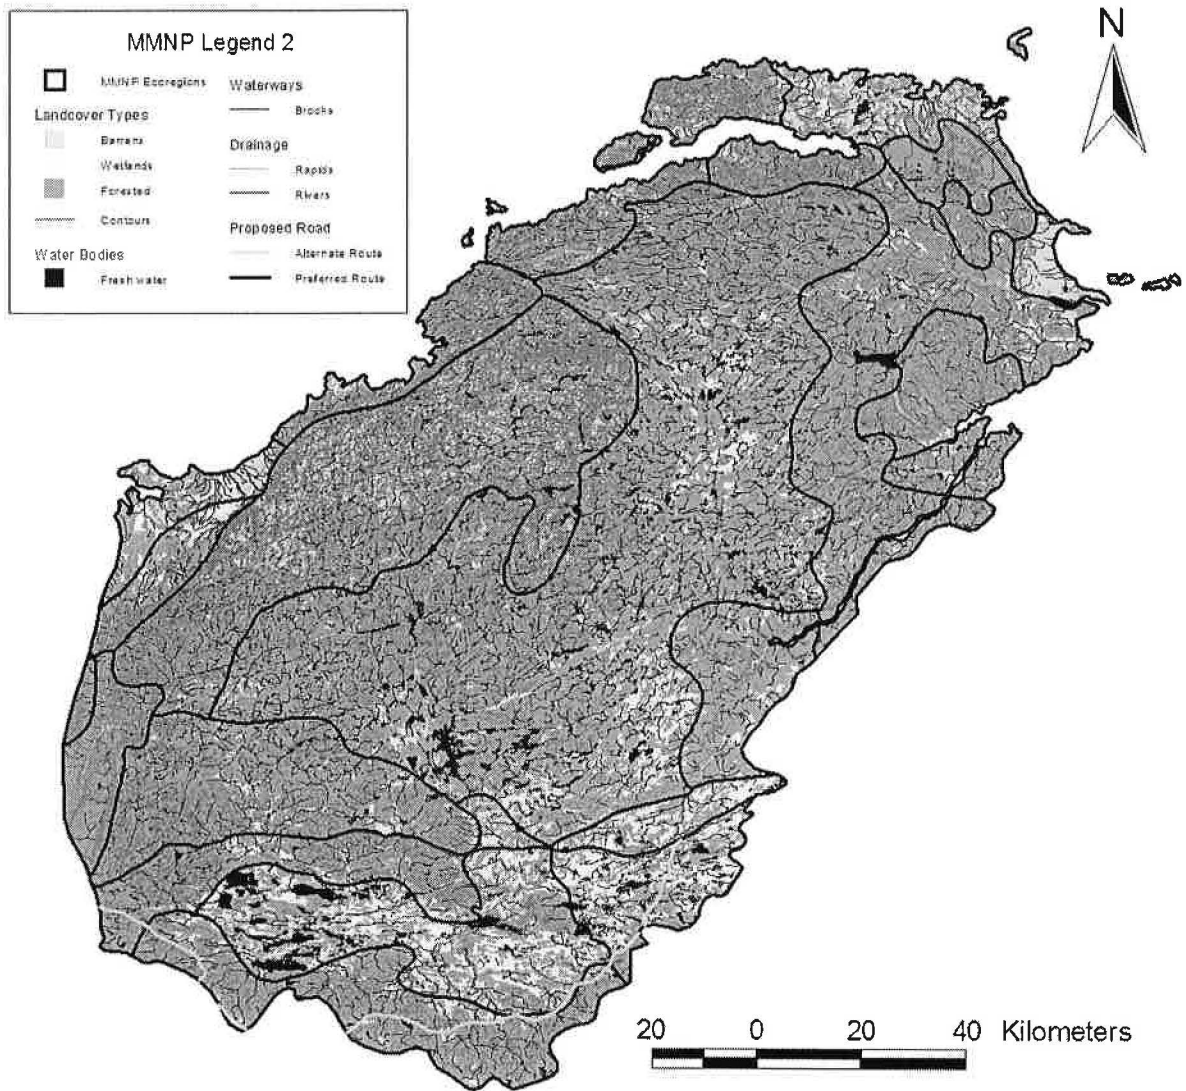 MMNP Legend 2
MMNP Ecoregions
Landcover Types
Barrens
Wetlands
Forested
Contours
Water Bodies
Fresh water
Waterways
Brooks
Drainage
Rapids
Rivers
Proposed Road
Alternate Route
Preferred Route
N
20 0 20 40 Kilometers